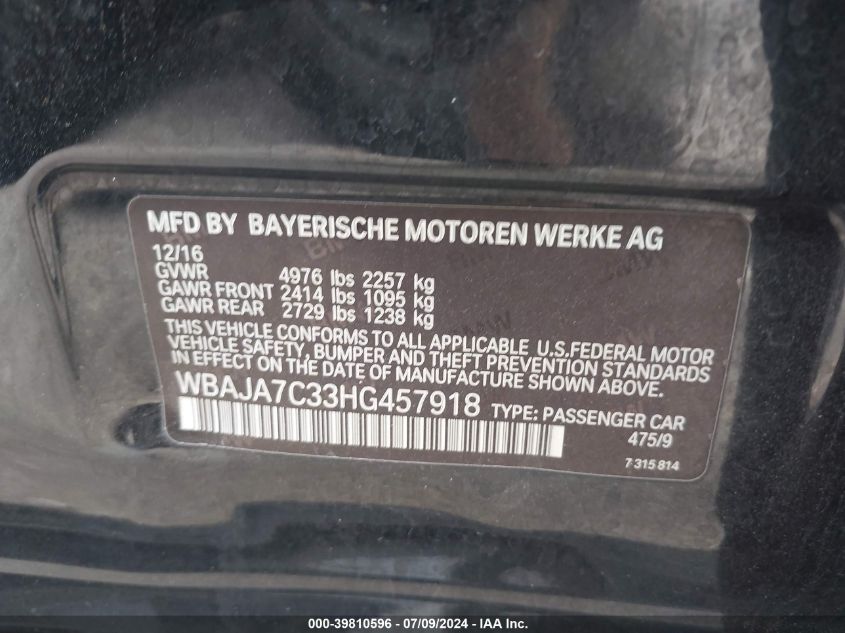 MFD BY BAYERISCHE MOTOREN WERKE AG
12/16
GVWR 4976 lbs 2257 kg
GAWR FRONT 2414 lbs 1095 kg
GAWR REAR 2729 lbs 1238 kg
THIS VEHICLE CONFORMS TO ALL APPLICABLE U.S.FEDERAL MOTOR
VEHICLE SAFETY, BUMPER AND THEFT PREVENTION STANDARDS
IN EFFECT ON THE DATE OF MANUFACTURE SHOWN ABOVE.
WBAJA7C33HG457918 TYPE: PASSENGER CAR
475/9
7 315 814
000-39810596 - 07/09/2024 - IAAI Inc.